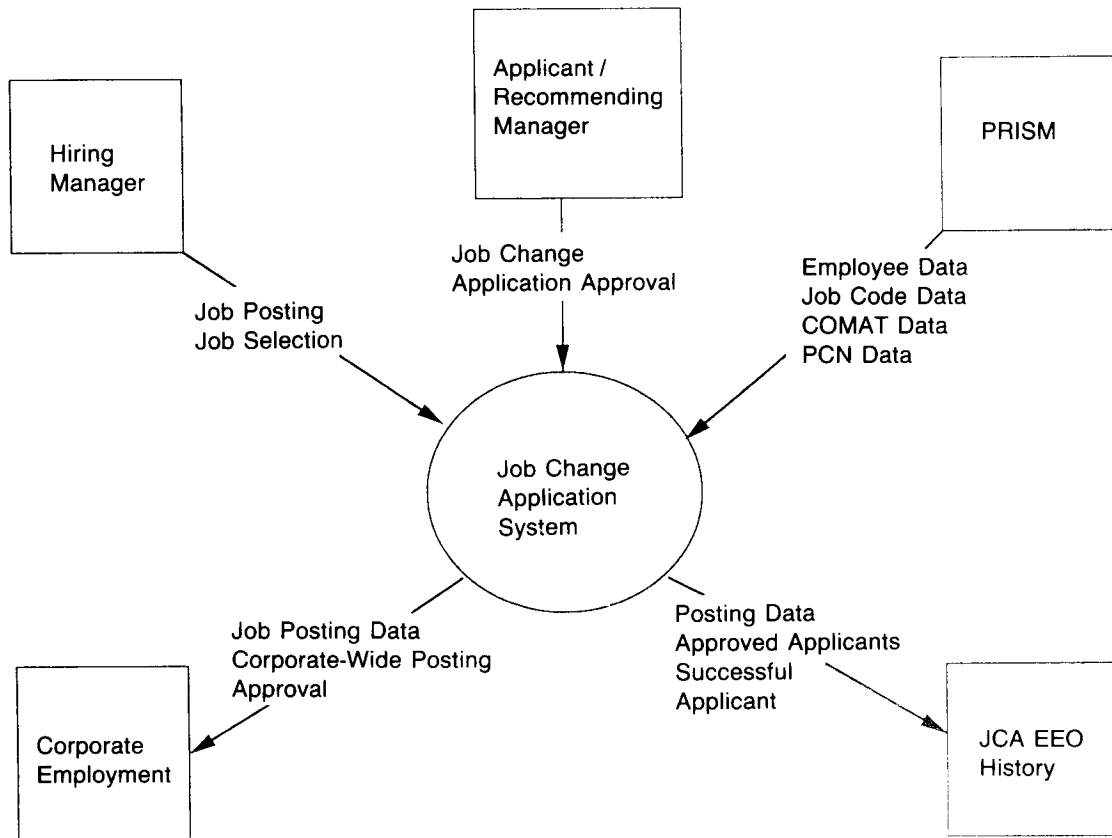 Applicant /
Recommending
Manager
Hiring
Manager
PRISM
Job Change
Application Approval
Employee Data
Job Code Data
COMAT Data
PCN Data
Job Posting
Job Selection
Job Change
Application
System
Job Posting Data
Corporate-Wide Posting
Approval
Posting Data
Approved Applicants
Successful
Applicant
Corporate
Employment
JCA EEO
History